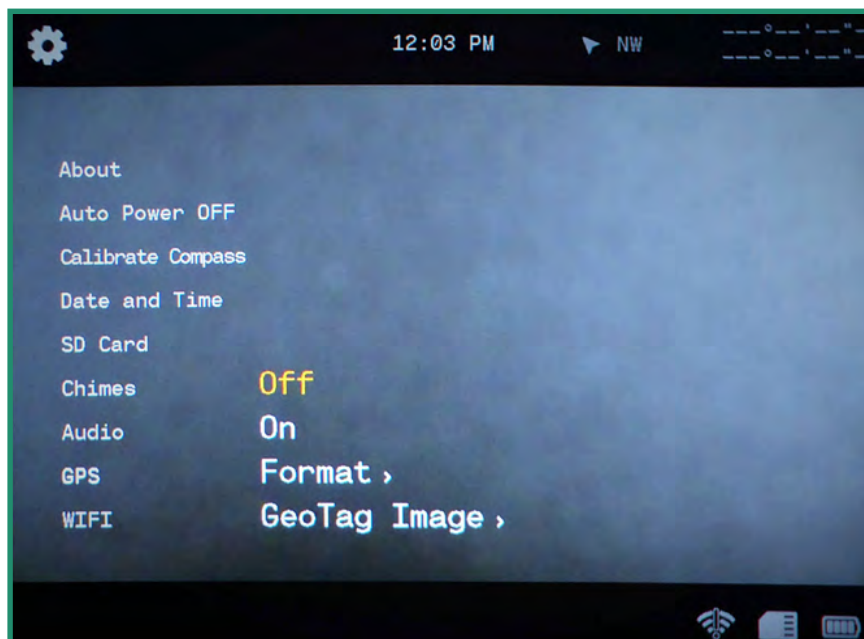 12:03 PM NW ---°--'--"-
---°--'--"-
About
Auto Power OFF
Calibrate Compass
Date and Time
SD Card
Chimes Off
Audio On
GPS Format ›
WIFI GeoTag Image ›